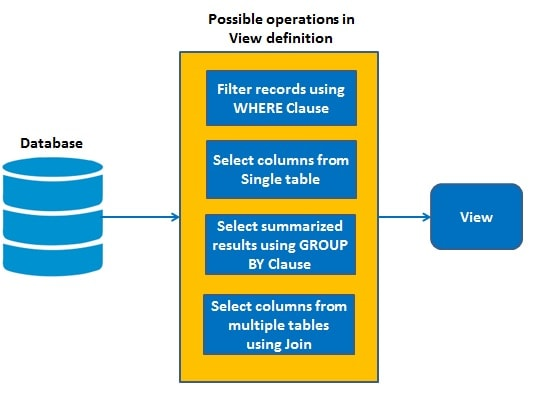 Possible operations in
View definition
Database
Filter records using
WHERE Clause
Select columns from
Single table
Select summarized
results using GROUP
BY Clause
Select columns from
multiple tables
using Join
View